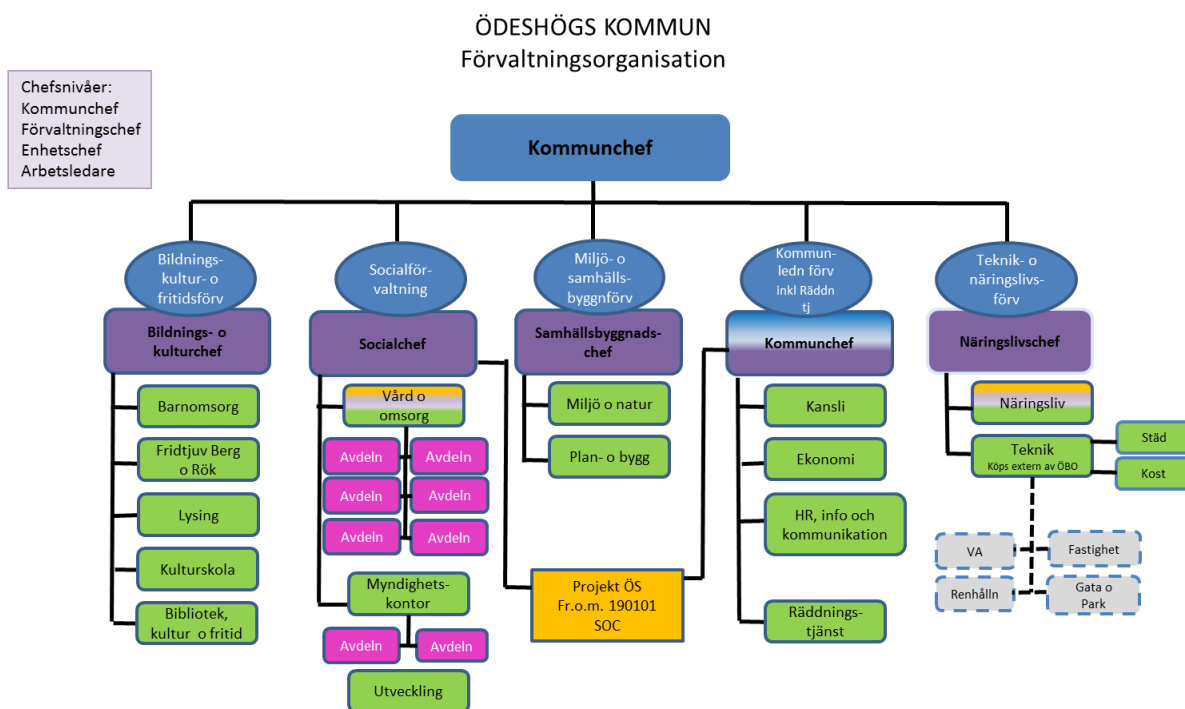 ÖDESHÖGS KOMMUN
Förvaltningsorganisation
Chefsnivåer:
Kommunchef
Förvaltningschef
Enhetschef
Arbetsledare
Kommunchef
Bildnings-
kultur- o
fritidsförv
Bildnings- o
kulturchef
Barnomsorg
Fridtjuv Berg
o Rök
Lysing
Kulturskola
Bibliotek,
kultur o fritid
Socialför-
valtning
Socialchef
Vård o
omsorg
Avdeln
Avdeln
Avdeln
Avdeln
Avdeln
Avdeln
Myndighets-
kontor
Avdeln
Avdeln
Utveckling
Miljö- o
samhälls-
byggnförv
Samhällsbyggnads-
chef
Miljö o natur
Plan- o bygg
Projekt ÖS
Fr.o.m. 190101
SOC
Kommun-
ledn förv
inkl Räddn
tj
Kommunchef
Kansli
Ekonomi
HR, info och
kommunikation
Räddnings-
tjänst
Teknik- o
näringslivs-
förv
Näringslivschef
Näringsliv
Teknik
Köps extern av ÖBO
Städ
Kost
VA
Fastighet
Renhålln
Gata o
Park